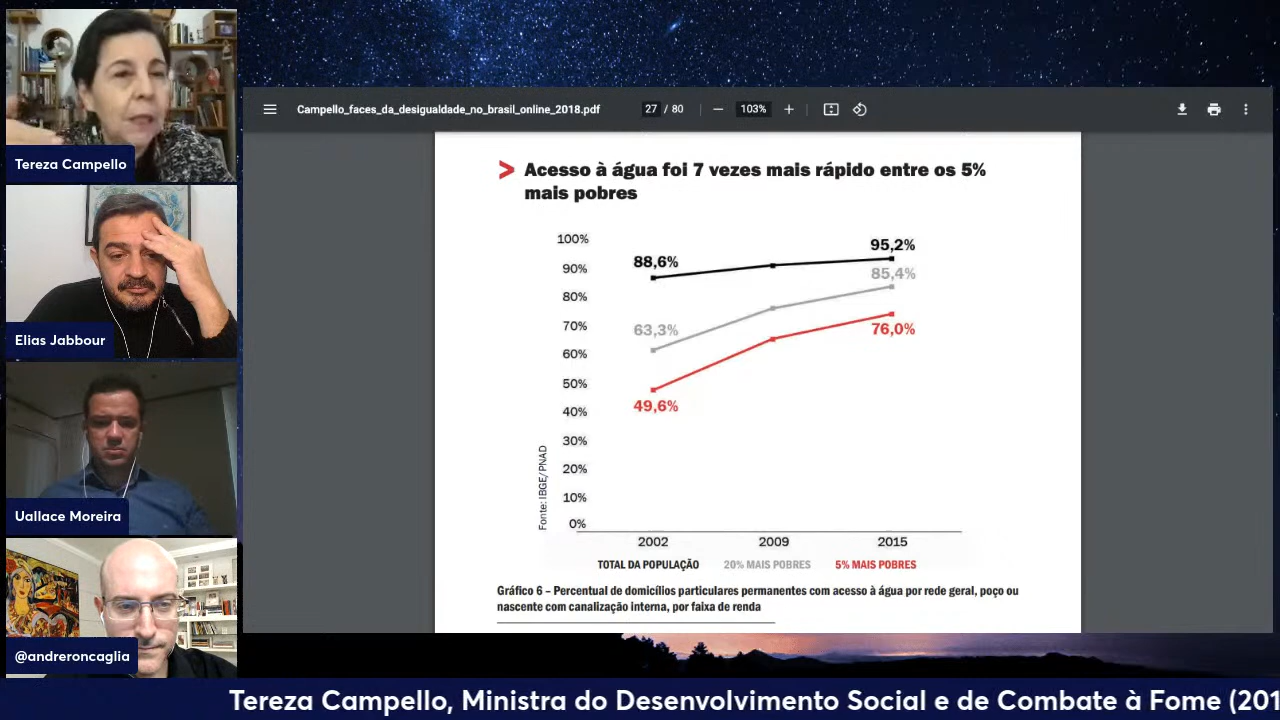 Tereza Campello
Elias Jabbour
Uallace Moreira
@andreroncaglia
Campello_faces_da_desigualdade_no_brasil_online_2018.pdf
27 / 80
103%
> Acesso à água foi 7 vezes mais rápido entre os 5%
mais pobres
100%
90%
80%
70%
60%
50%
40%
30%
20%
10%
0%
88,6%
95,2%
63,3%
85,4%
49,6%
76,0%
Fonte: IBGE/PNAD
2002 2009 2015
TOTAL DA POPULAÇÃO 20% MAIS POBRES 5% MAIS POBRES
Gráfico 6 – Percentual de domicílios particulares permanentes com acesso à água por rede geral, poço ou
nascente com canalização interna, por faixa de renda
Tereza Campello, Ministra do Desenvolvimento Social e de Combate à Fome (201